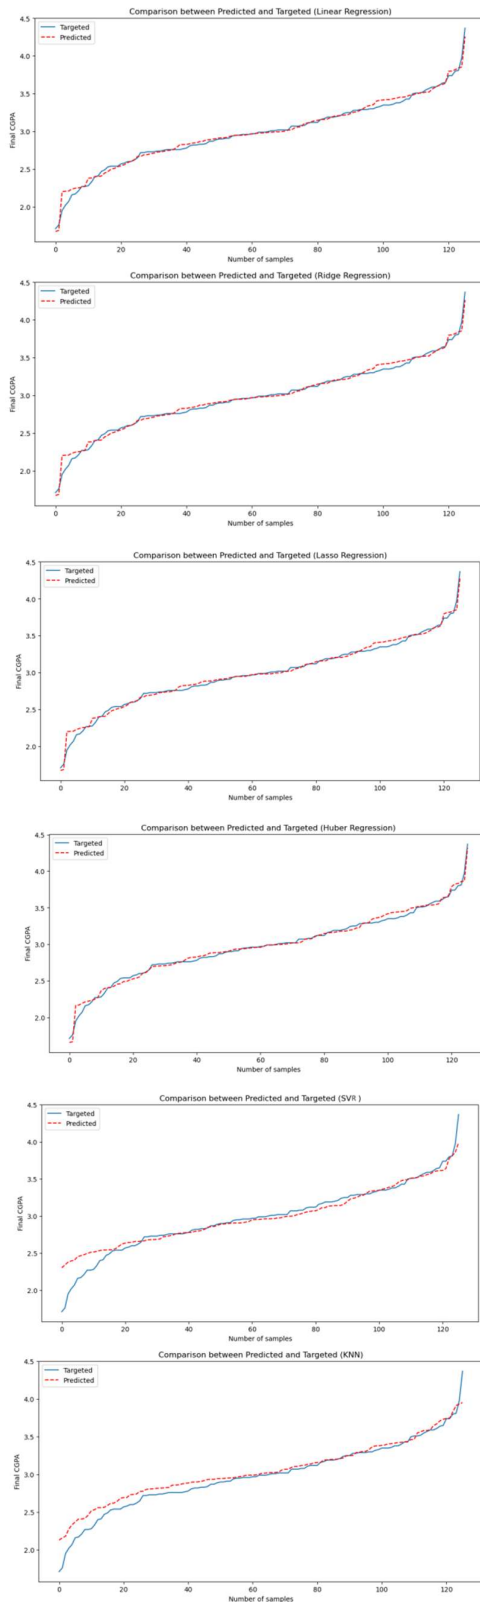 Comparison between Predicted and Targeted (Linear Regression)
4.5
Targeted
Predicted
4.0
3.5
3.0
2.5
2.0
Final CGPA
0 20 40 60 80 100 120
Number of samples
Comparison between Predicted and Targeted (Ridge Regression)
4.5
Targeted
Predicted
4.0
3.5
3.0
2.5
2.0
Final CGPA
0 20 40 60 80 100 120
Number of samples
Comparison between Predicted and Targeted (Lasso Regression)
4.5
Targeted
Predicted
4.0
3.5
3.0
2.5
2.0
Final CGPA
0 20 40 60 80 100 120
Number of samples
Comparison between Predicted and Targeted (Huber Regression)
4.5
Targeted
Predicted
4.0
3.5
3.0
2.5
2.0
Final CGPA
0 20 40 60 80 100 120
Number of samples
Comparison between Predicted and Targeted (SVR)
4.5
Targeted
Predicted
4.0
3.5
3.0
2.5
2.0
Final CGPA
0 20 40 60 80 100 120
Number of samples
Comparison between Predicted and Targeted (KNN)
4.5
Targeted
Predicted
4.0
3.5
3.0
2.5
2.0
Final CGPA
0 20 40 60 80 100 120
Number of samples